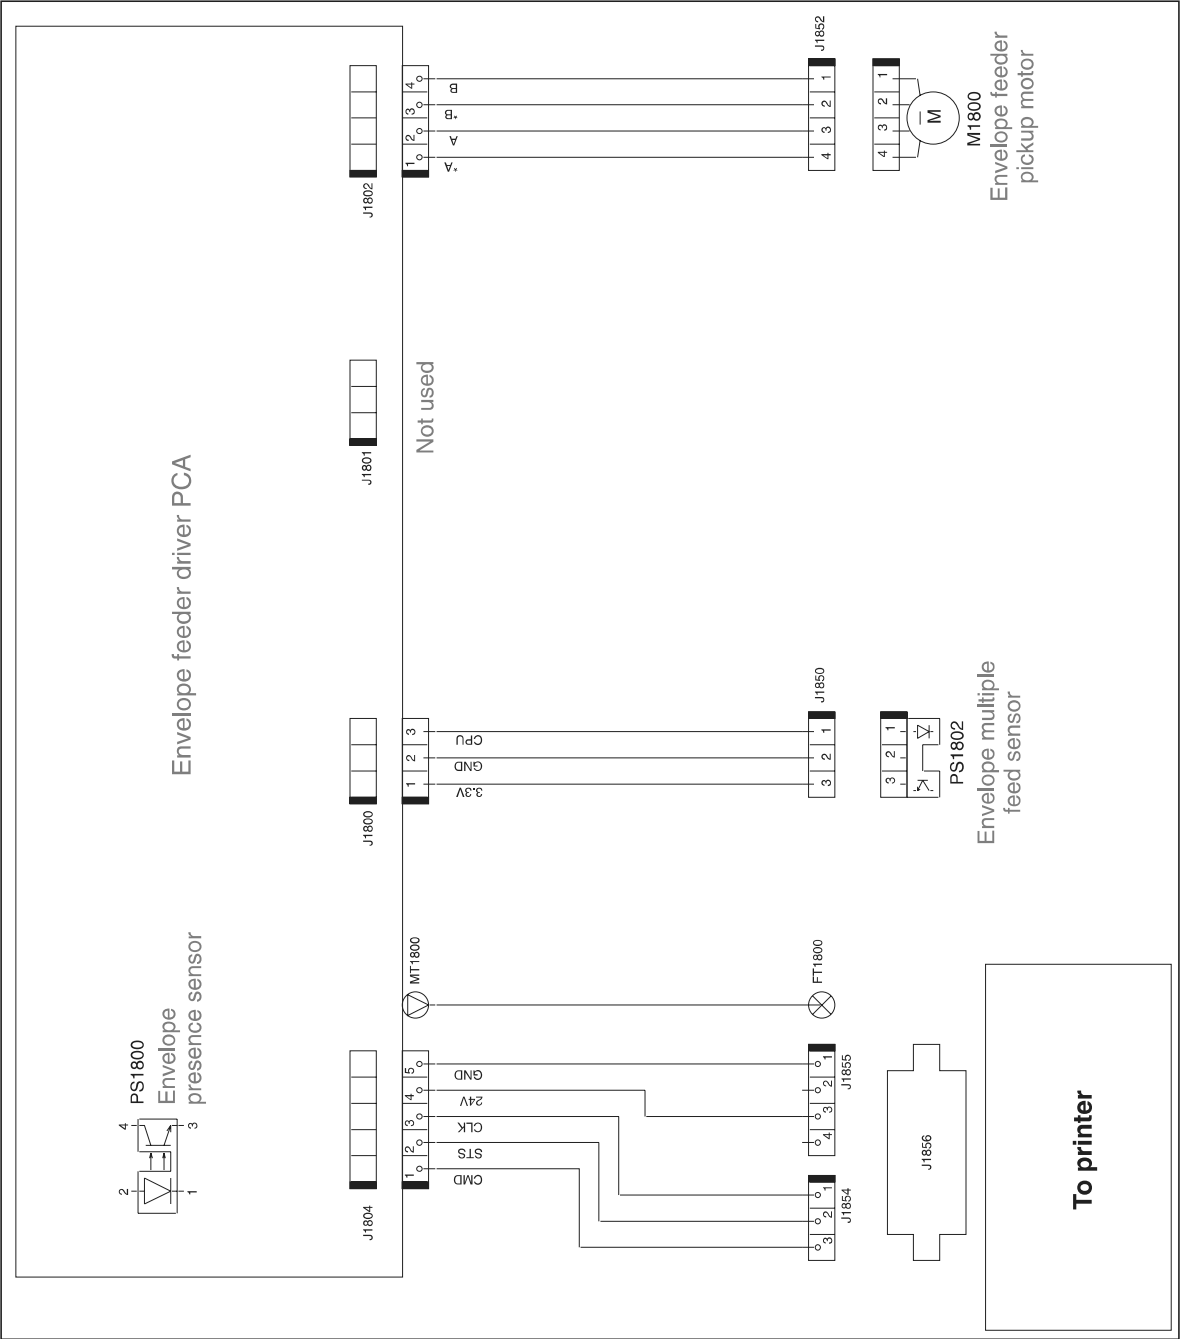 Envelope feeder driver PCA
PS1800
Envelope
presence sensor
2
4
1
3
J1804
J1800
J1801
J1802
1 2 3 4 5
CMD
STS
CLK
24V
GND
MT1800
1 2 3
3.3V
GND
CPU
Not used
1 2 3 4
*A
A
*B
B
3 2 1
J1854
4 3 2 1
J1855
FT1800
3 2 1
J1850
4 3 2 1
J1852
J1856
3 2 1
PS1802
Envelope multiple
feed sensor
4 3 2 1
M
M1800
Envelope feeder
pickup motor
To printer